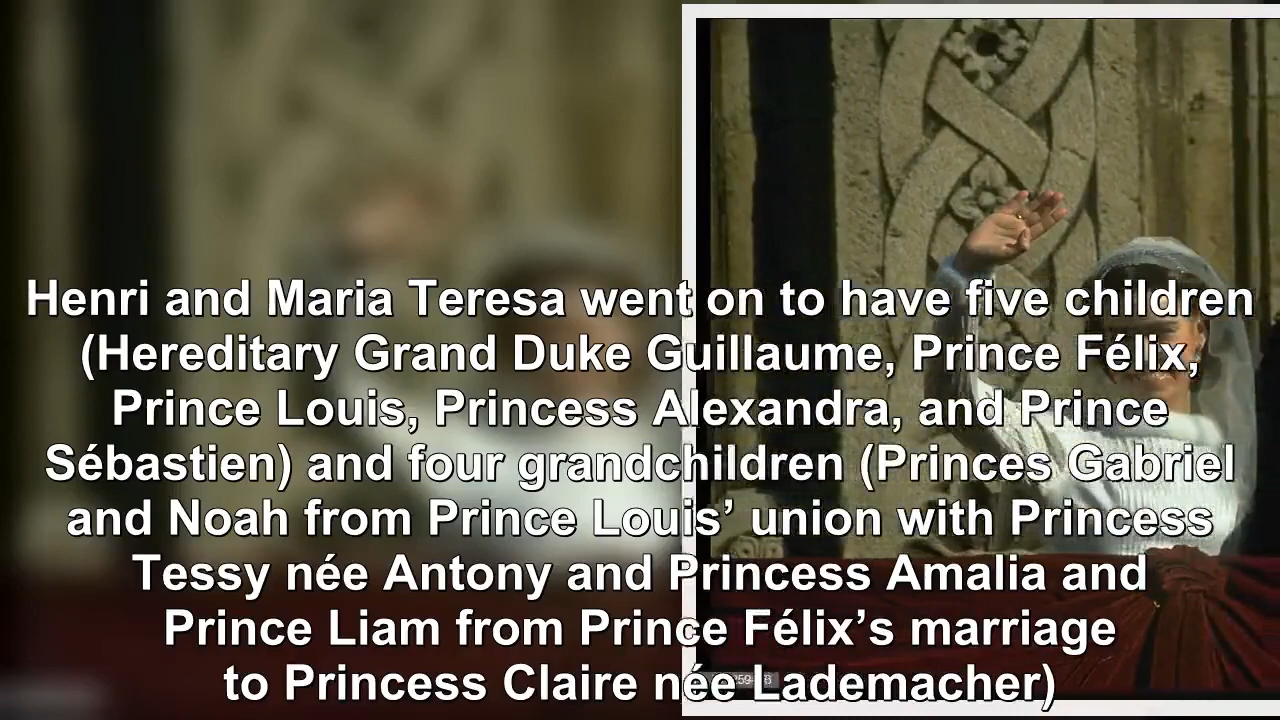 Henri and Maria Teresa went on to have five children
(Hereditary Grand Duke Guillaume, Prince Félix,
Prince Louis, Princess Alexandra, and Prince
Sébastien) and four grandchildren (Princes Gabriel
and Noah from Prince Louis’ union with Princess
Tessy née Antony and Princess Amalia and
Prince Liam from Prince Félix’s marriage
to Princess Claire née Lademacher)